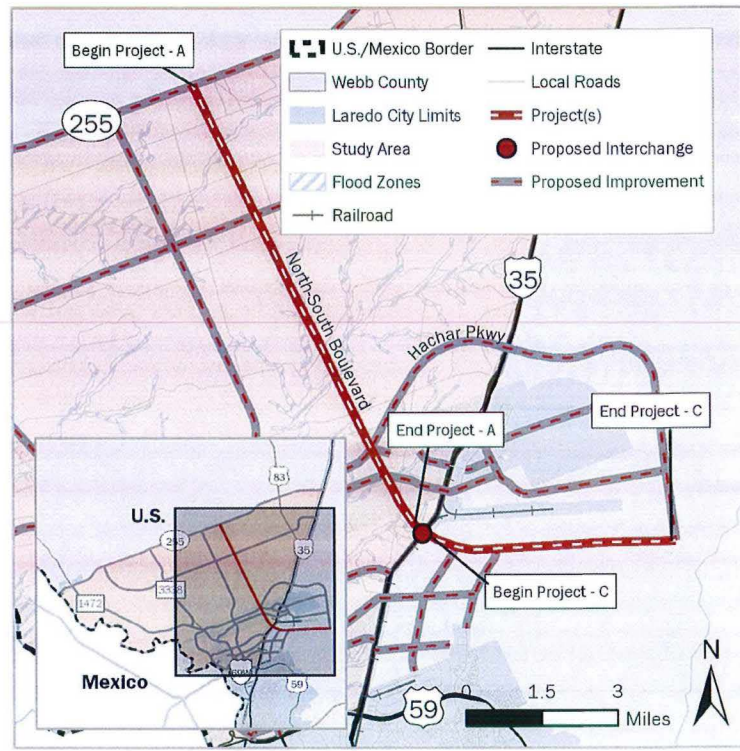 Begin Project - A
255
U.S./Mexico Border
Webb County
Laredo City Limits
Study Area
Flood Zones
Railroad
Interstate
Local Roads
Project(s)
Proposed Interchange
Proposed Improvement
35
North-South Boulevard
Hachar Pkwy
End Project - A
End Project - C
Begin Project - C
83
U.S.
255
35
3338
1472
Mexico
59
59
0 1.5 3
Miles
N